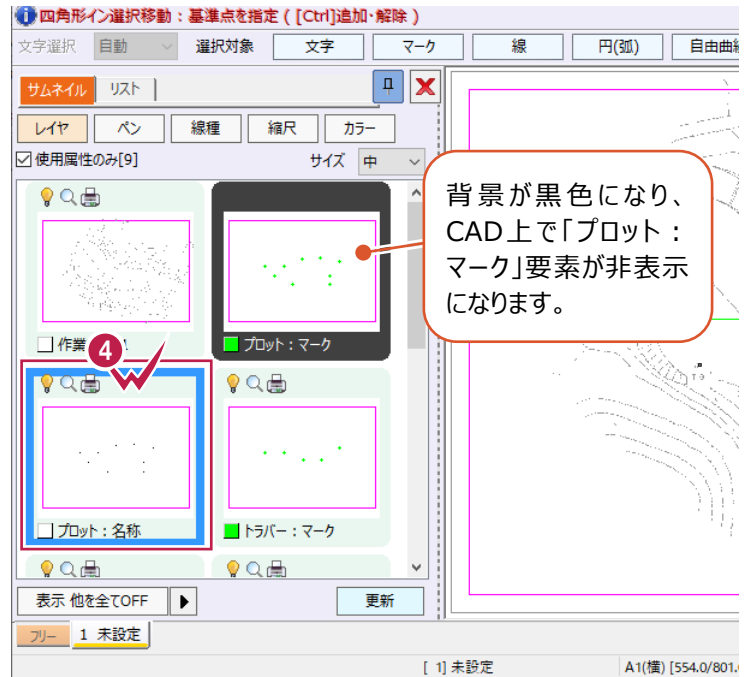 四角形イン選択移動：基準点を指定 ( [Ctrl]追加･解除 )
文字選択 自動 選択対象 文字 マーク 線 円(弧)
サムネイル リスト
レイヤ ペン 線種 縮尺 カラー
使用属性のみ[9] サイズ 中
背景が黒色になり、
CAD上で「プロット：
マーク」要素が非表示
になります。
プロット：マーク
4
プロット：名称 トラバー：マーク
表示 他を全てOFF 更新
フリー 1 未設定
[ 1] 未設定 A1(横) [554.0/801.